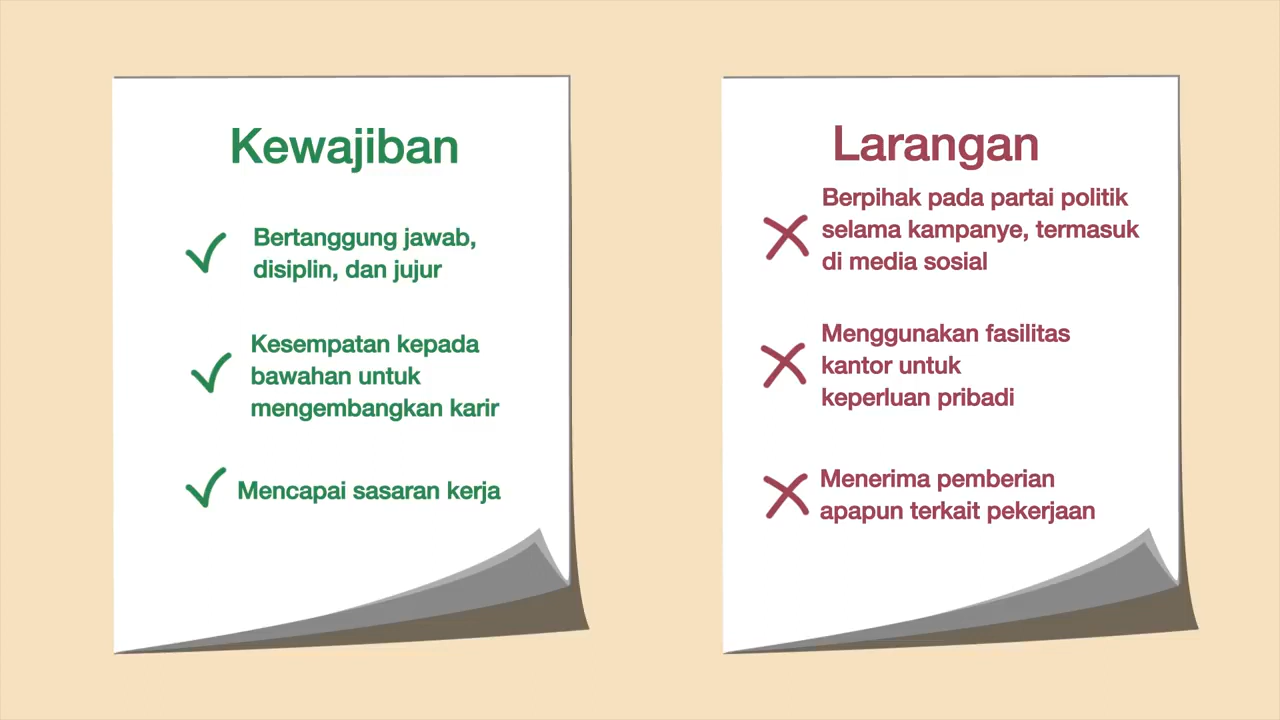 Kewajiban
Bertanggung jawab,
disiplin, dan jujur
Kesempatan kepada
bawahan untuk
mengembangkan karir
Mencapai sasaran kerja
Larangan
Berpihak pada partai politik
selama kampanye, termasuk
di media sosial
Menggunakan fasilitas
kantor untuk
keperluan pribadi
Menerima pemberian
apapun terkait pekerjaan